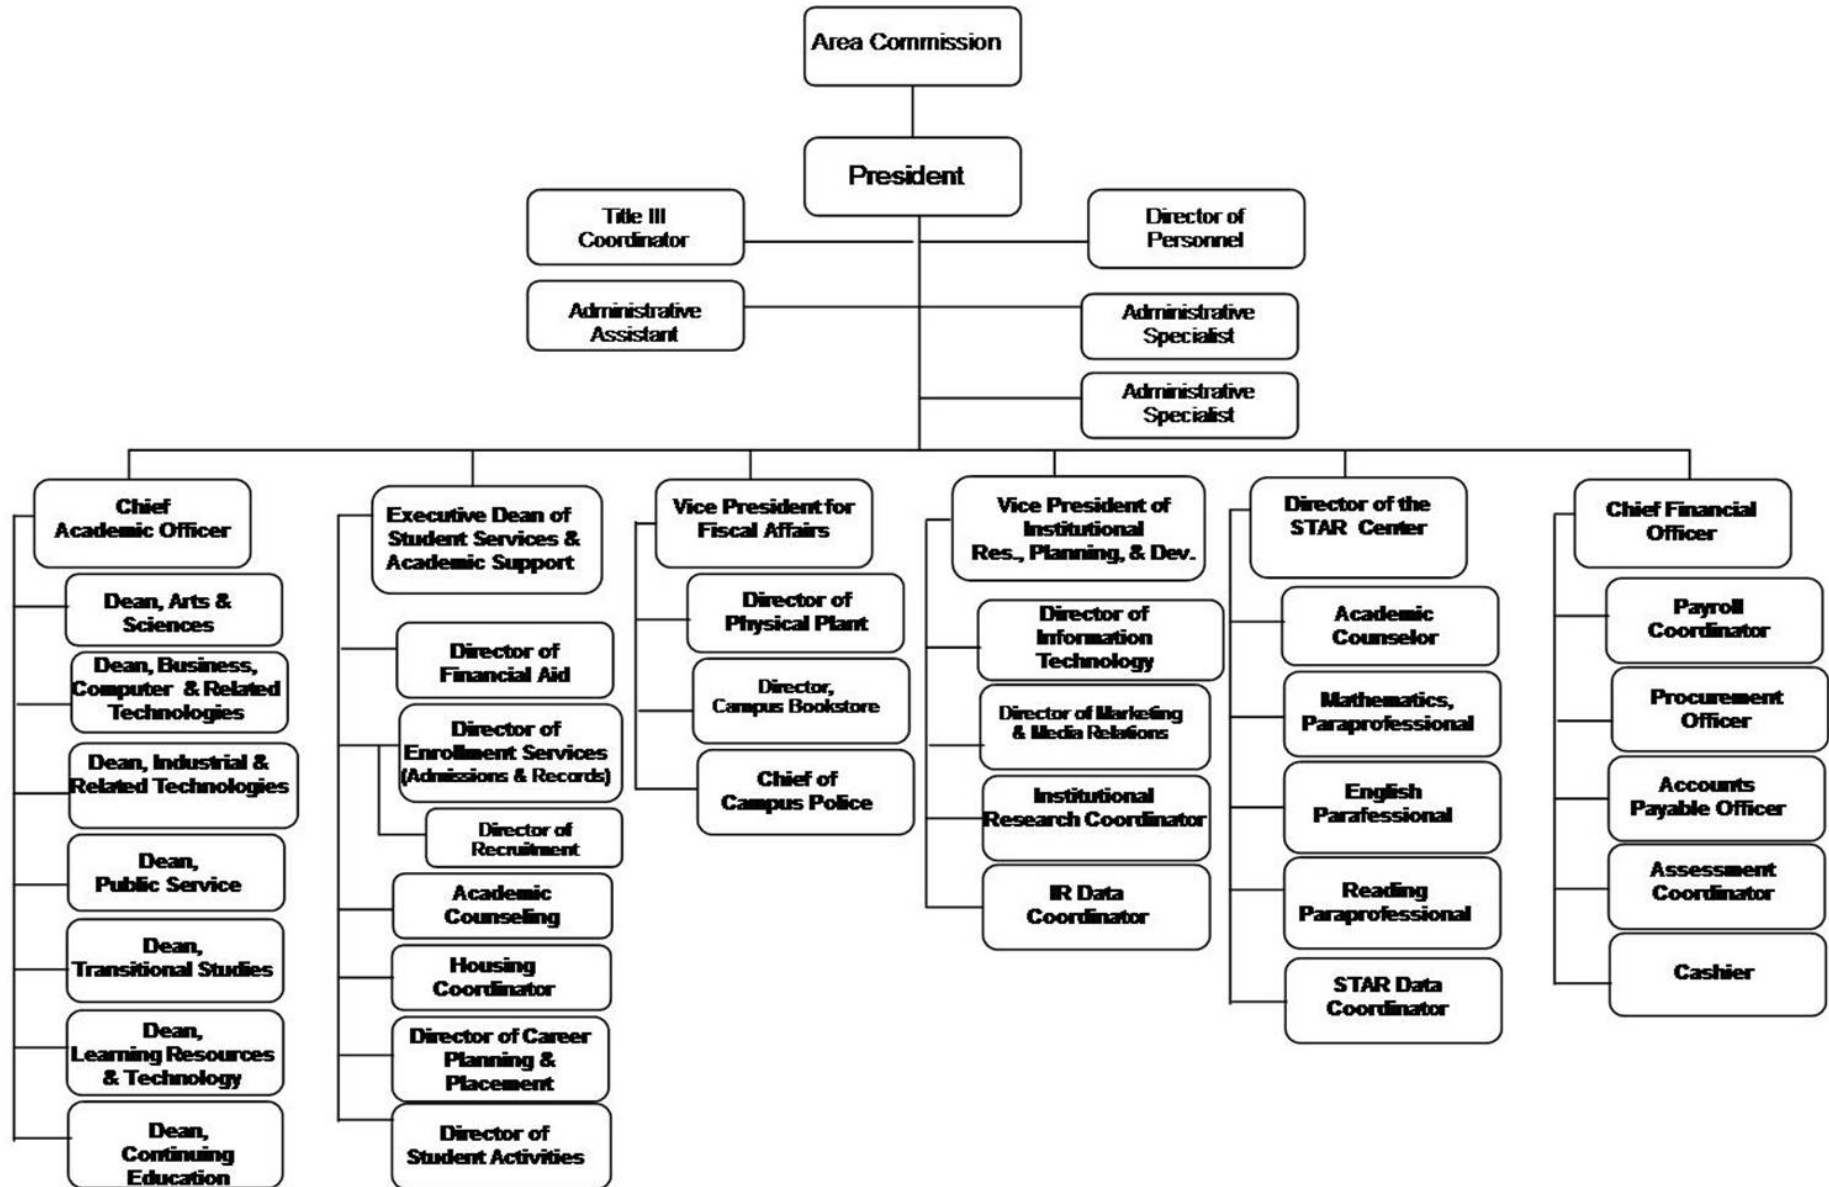 Area Commission
President
Title III
Coordinator
Director of
Personnel
Administrative
Assistant
Administrative
Specialist
Administrative
Specialist
Chief
Academic Officer
Dean, Arts &
Sciences
Dean, Business,
Computer & Related
Technologies
Dean, Industrial &
Related Technologies
Dean,
Public Service
Dean,
Transitional Studies
Dean,
Learning Resources
& Technology
Dean,
Continuing
Education
Executive Dean of
Student Services &
Academic Support
Director of
Financial Aid
Director of
Enrollment Services
(Admissions & Records)
Director of
Recruitment
Academic
Counseling
Housing
Coordinator
Director of Career
Planning &
Placement
Director of
Student Activities
Vice President for
Fiscal Affairs
Director of
Physical Plant
Director,
Campus Bookstore
Chief of
Campus Police
Vice President of
Institutional
Res., Planning, & Dev.
Director of
Information
Technology
Director of Marketing
& Media Relations
Institutional
Research Coordinator
IR Data
Coordinator
Director of the
STAR Center
Academic
Counselor
Mathematics,
Paraprofessional
English
Parafessional
Reading
Paraprofessional
STAR Data
Coordinator
Chief Financial
Officer
Payroll
Coordinator
Procurement
Officer
Accounts
Payable Officer
Assessment
Coordinator
Cashier